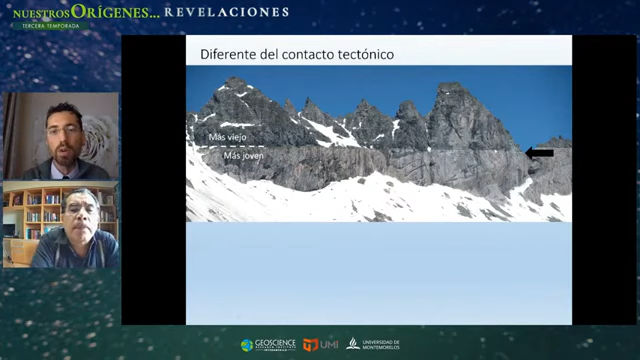 NUESTROS ORÍGENES... REVELACIONES
TERCERA TEMPORADA
Diferente del contacto tectónico
Más viejo
Más joven
GEOSCIENCE
UMI
UNIVERSIDAD DE
MONTEMORELOS